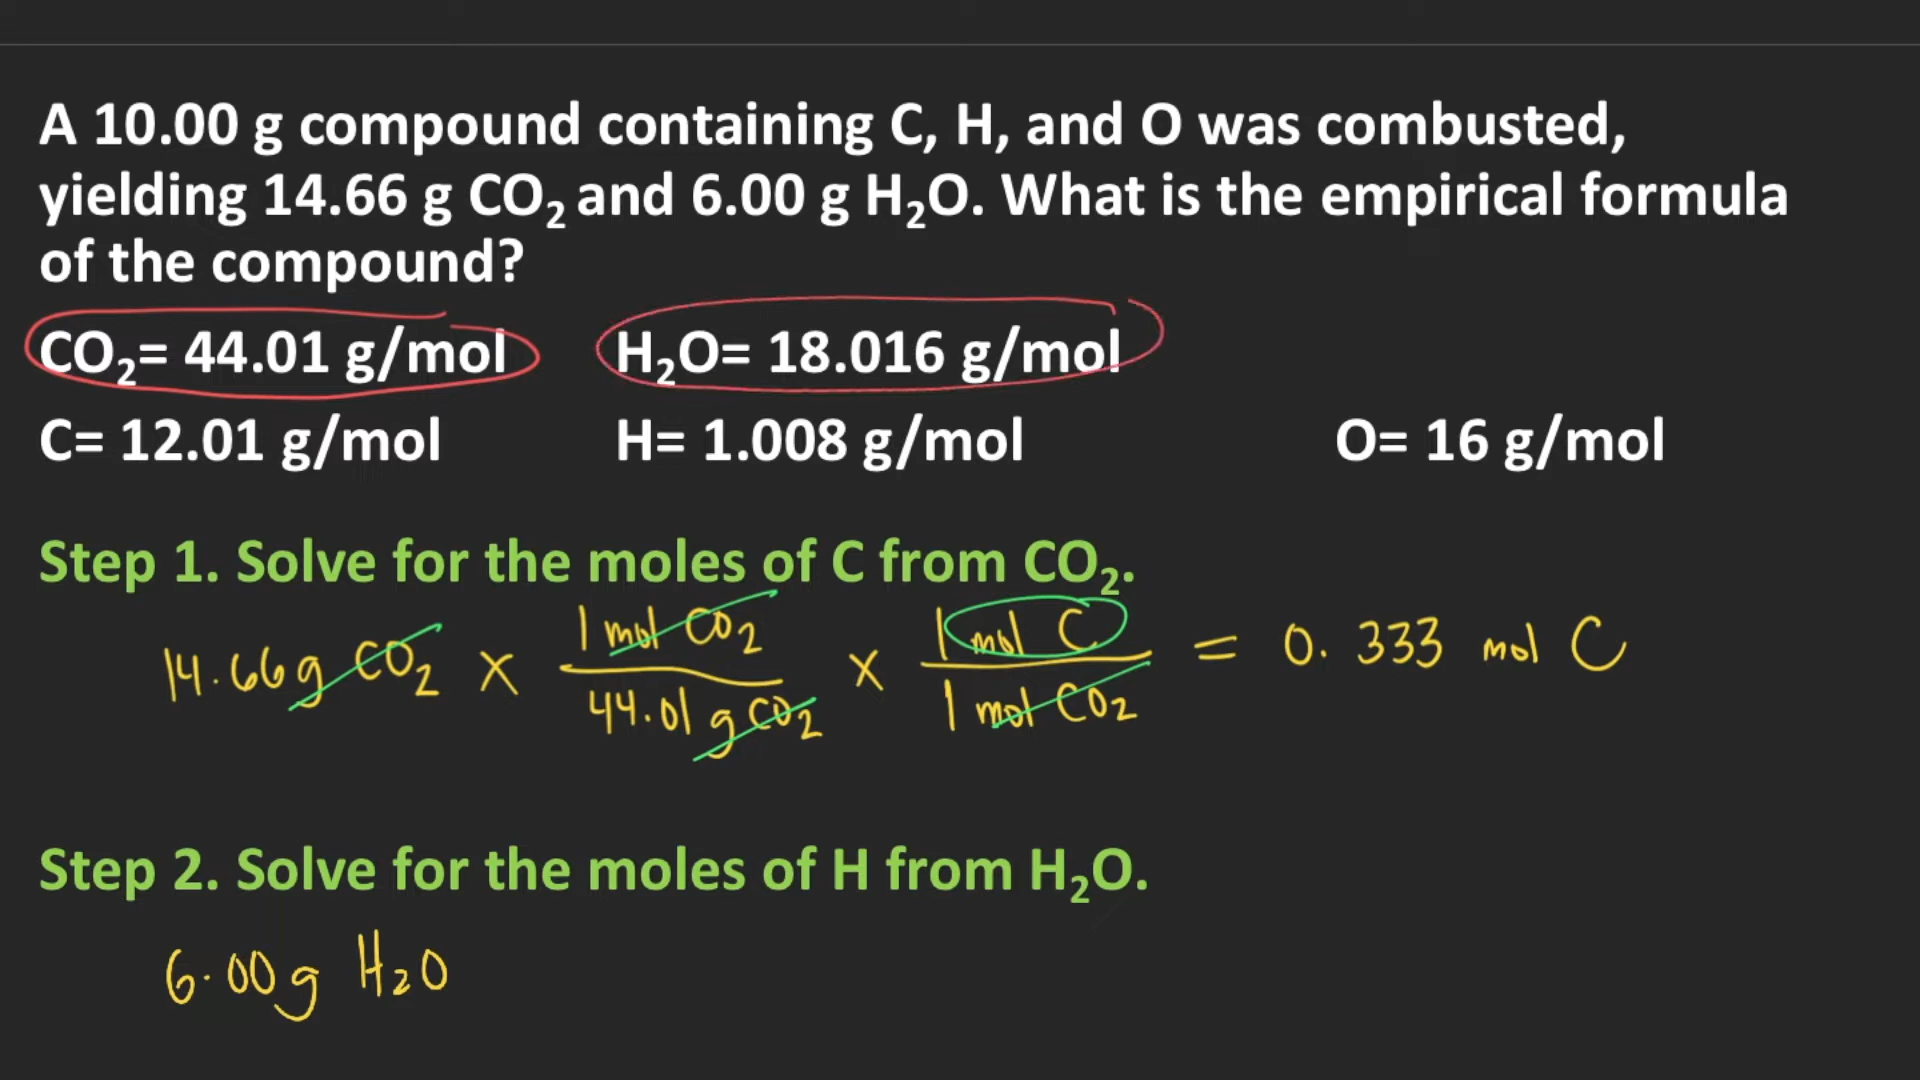 A 10.00 g compound containing C, H, and O was combusted,
yielding 14.66 g CO₂ and 6.00 g H₂O. What is the empirical formula
of the compound?
CO₂= 44.01 g/mol H₂O= 18.016 g/mol
C= 12.01 g/mol H= 1.008 g/mol O= 16 g/mol
Step 1. Solve for the moles of C from CO₂.
14.66 g CO₂ x 1 mol CO₂ / 44.01 g CO₂ x 1 mol C / 1 mol CO₂ = 0.333 mol C
Step 2. Solve for the moles of H from H₂O.
6.00 g H₂O